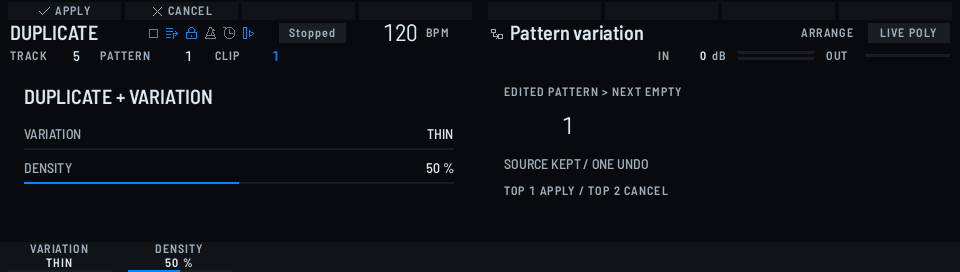 APPLY CANCEL
DUPLICATE Stopped 120 BPM Pattern variation ARRANGE LIVE POLY
TRACK 5 PATTERN 1 CLIP 1 IN 0 dB OUT
DUPLICATE + VARIATION
VARIATION THIN
DENSITY 50 %
EDITED PATTERN > NEXT EMPTY
1
SOURCE KEPT / ONE UNDO
TOP 1 APPLY / TOP 2 CANCEL
VARIATION DENSITY
THIN 50 %